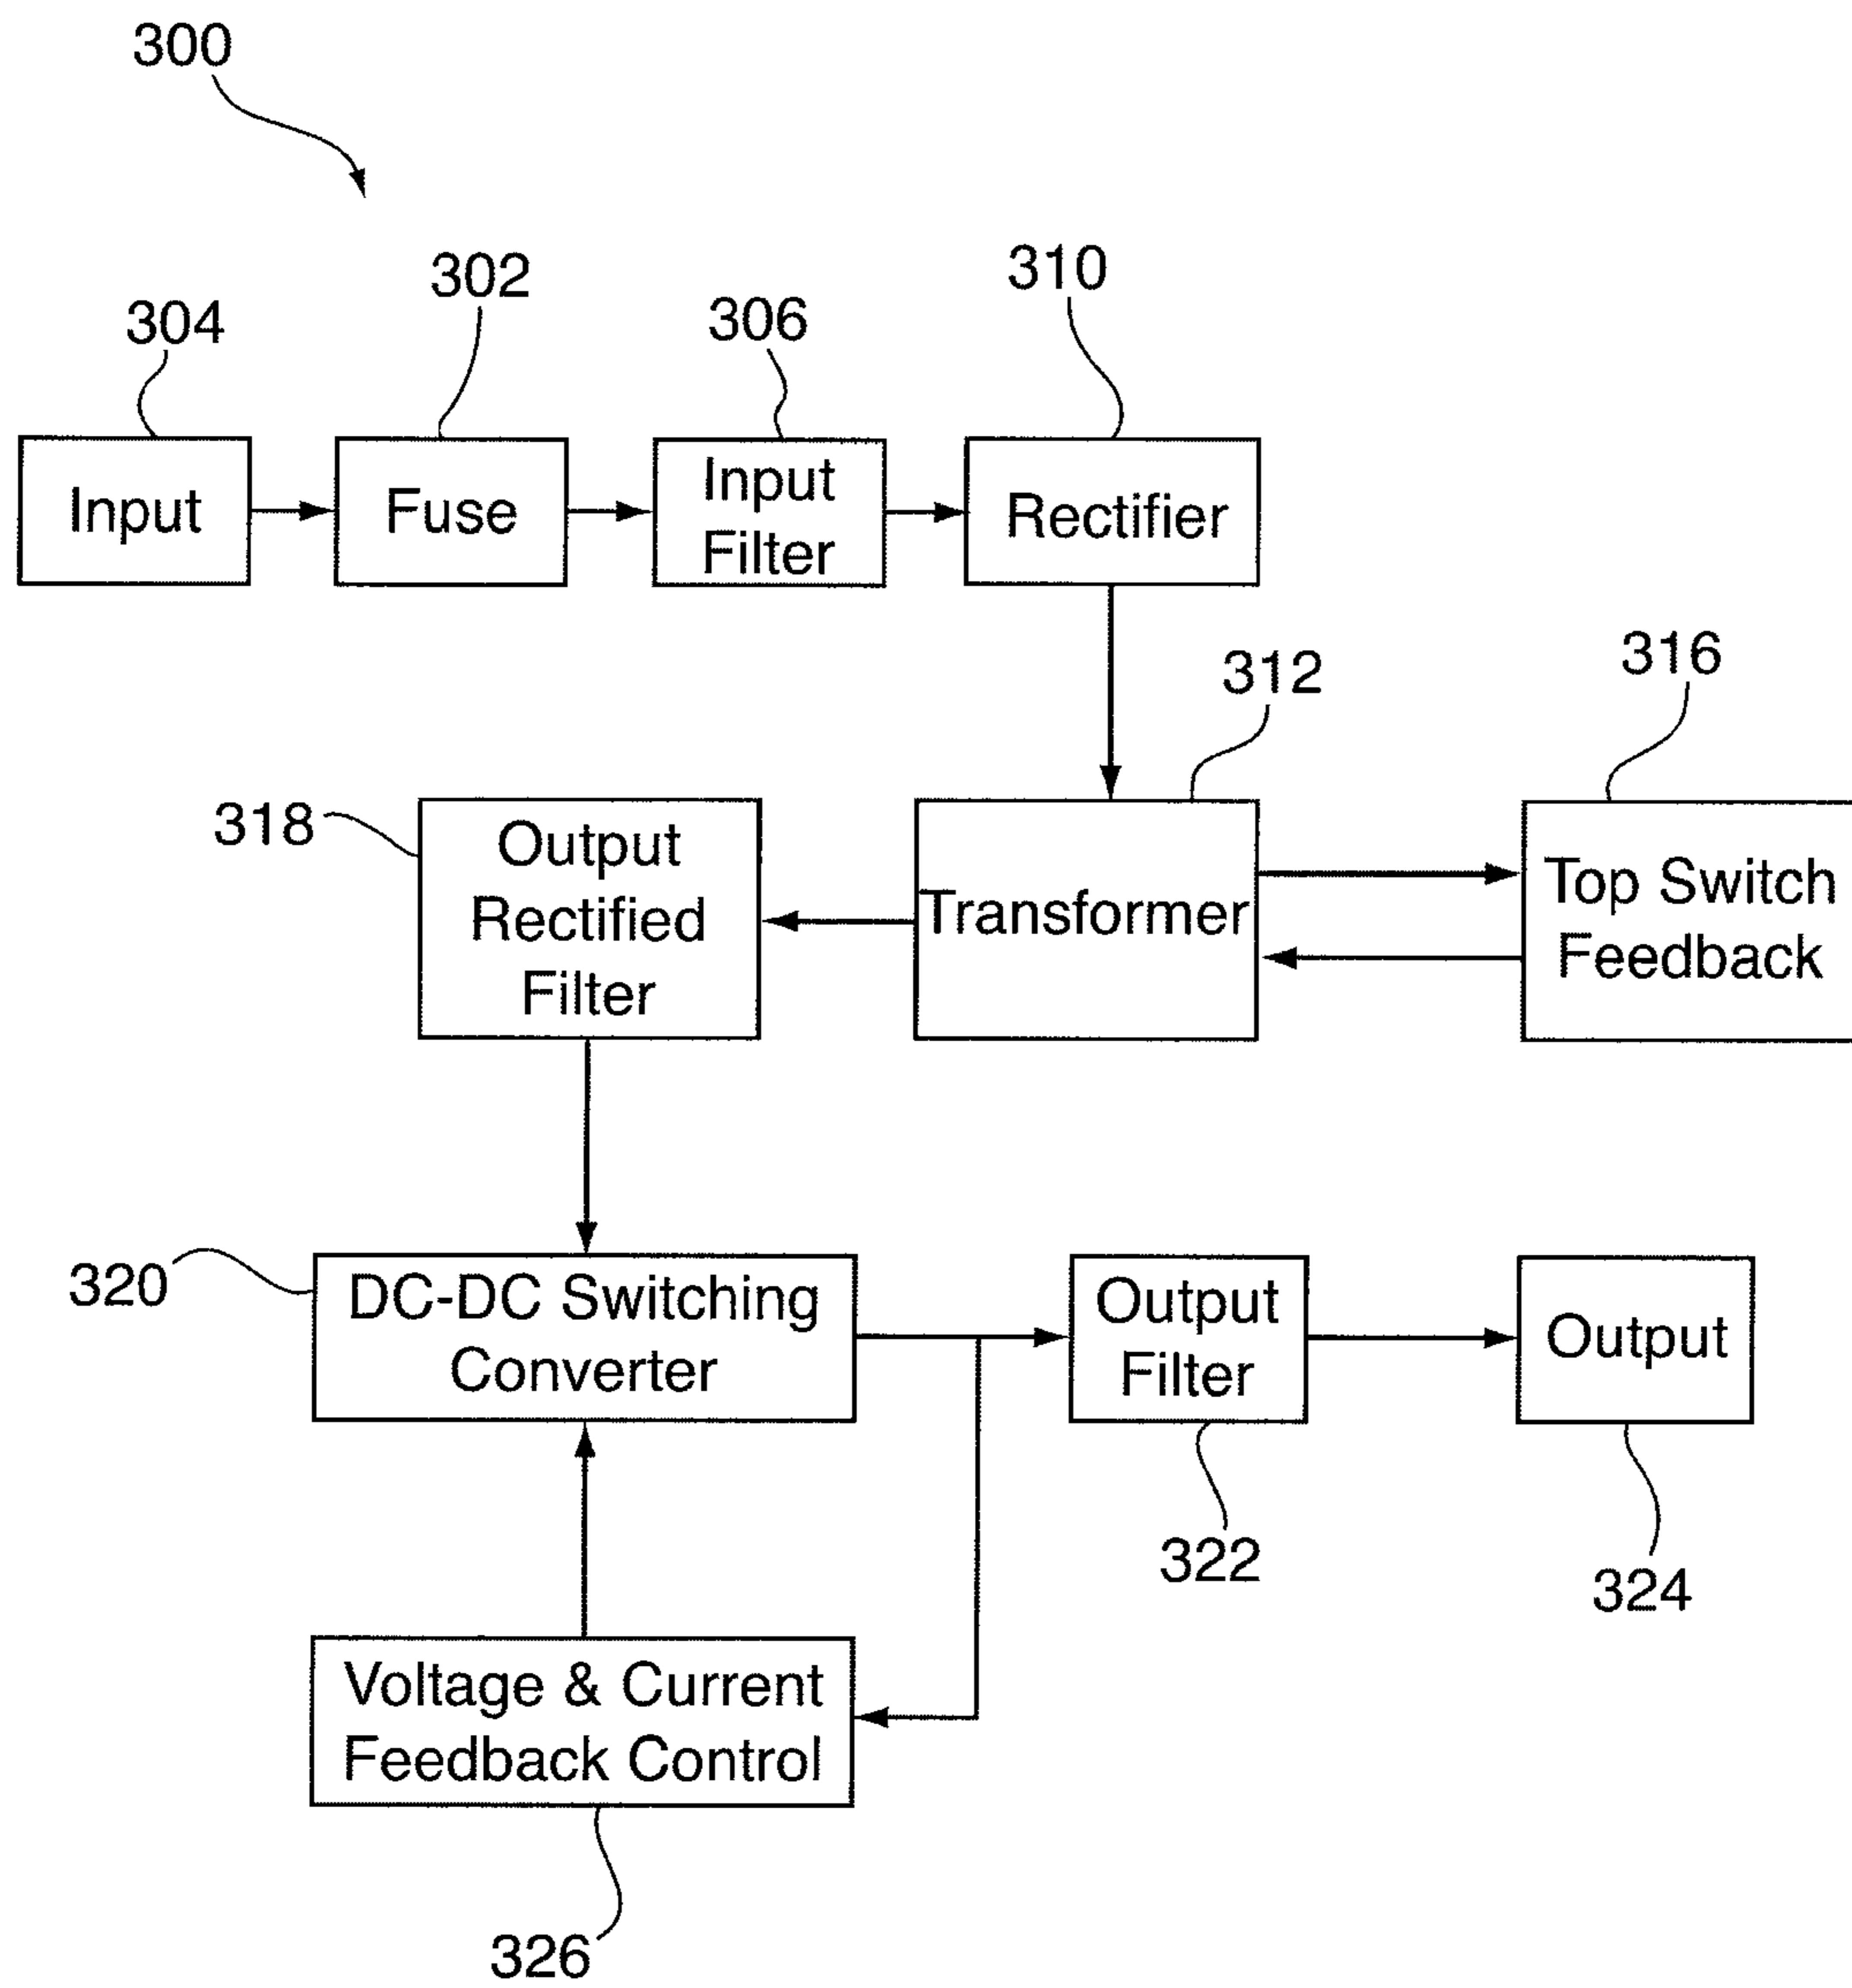 300
304
302
306
310
Input
Fuse
Input
Filter
Rectifier
312
316
318
Output
Rectified
Filter
Transformer
Top Switch
Feedback
320
DC-DC Switching
Converter
Output
Filter
Output
322
324
Voltage & Current
Feedback Control
326